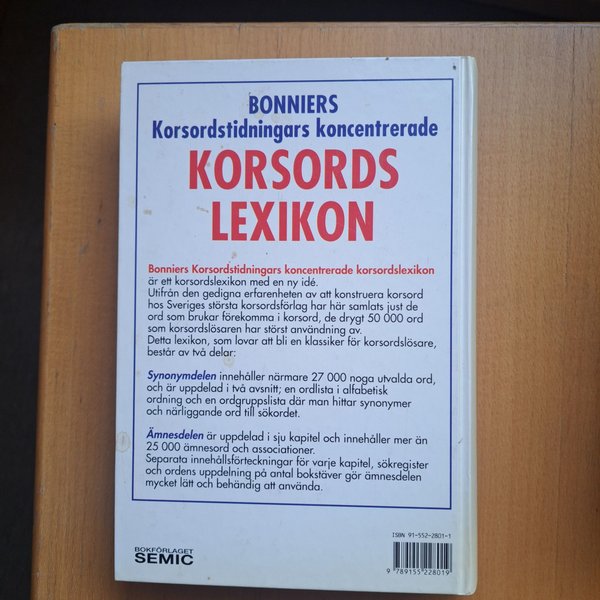 BONNIERS
Korsordstidningars koncentrerade
KORSORDS
LEXIKON
Bonniers Korsordstidningars koncentrerade korsordslexikon
är ett korsordslexikon med en ny idé.
Utifrån den gedigna erfarenheten av att konstruera korsord
hos Sveriges största korsordsförlag har här samlats just de
ord som brukar förekomma i korsord, de drygt 50 000 ord
som korsordslösaren har störst användning av.
Detta lexikon, som lovar att bli en klassiker för korsordslösare,
består av två delar:
Synonymdelen innehåller närmare 27 000 noga utvalda ord,
och är uppdelad i två avsnitt; en ordlista i alfabetisk
ordning och en ordgruppslista där man hittar synonymer
och närliggande ord till sökordet.
Ämnesdelen är uppdelad i sju kapitel och innehåller mer än
25 000 ämnesord och associationer.
Separata innehållsförteckningar för varje kapitel, sökregister
och ordens uppdelning på antal bokstäver gör ämnesdelen
mycket lätt och behändig att använda.
ISBN 91-552-2801-1
BOKFÖRLAGET
SEMIC
9 789155 228019